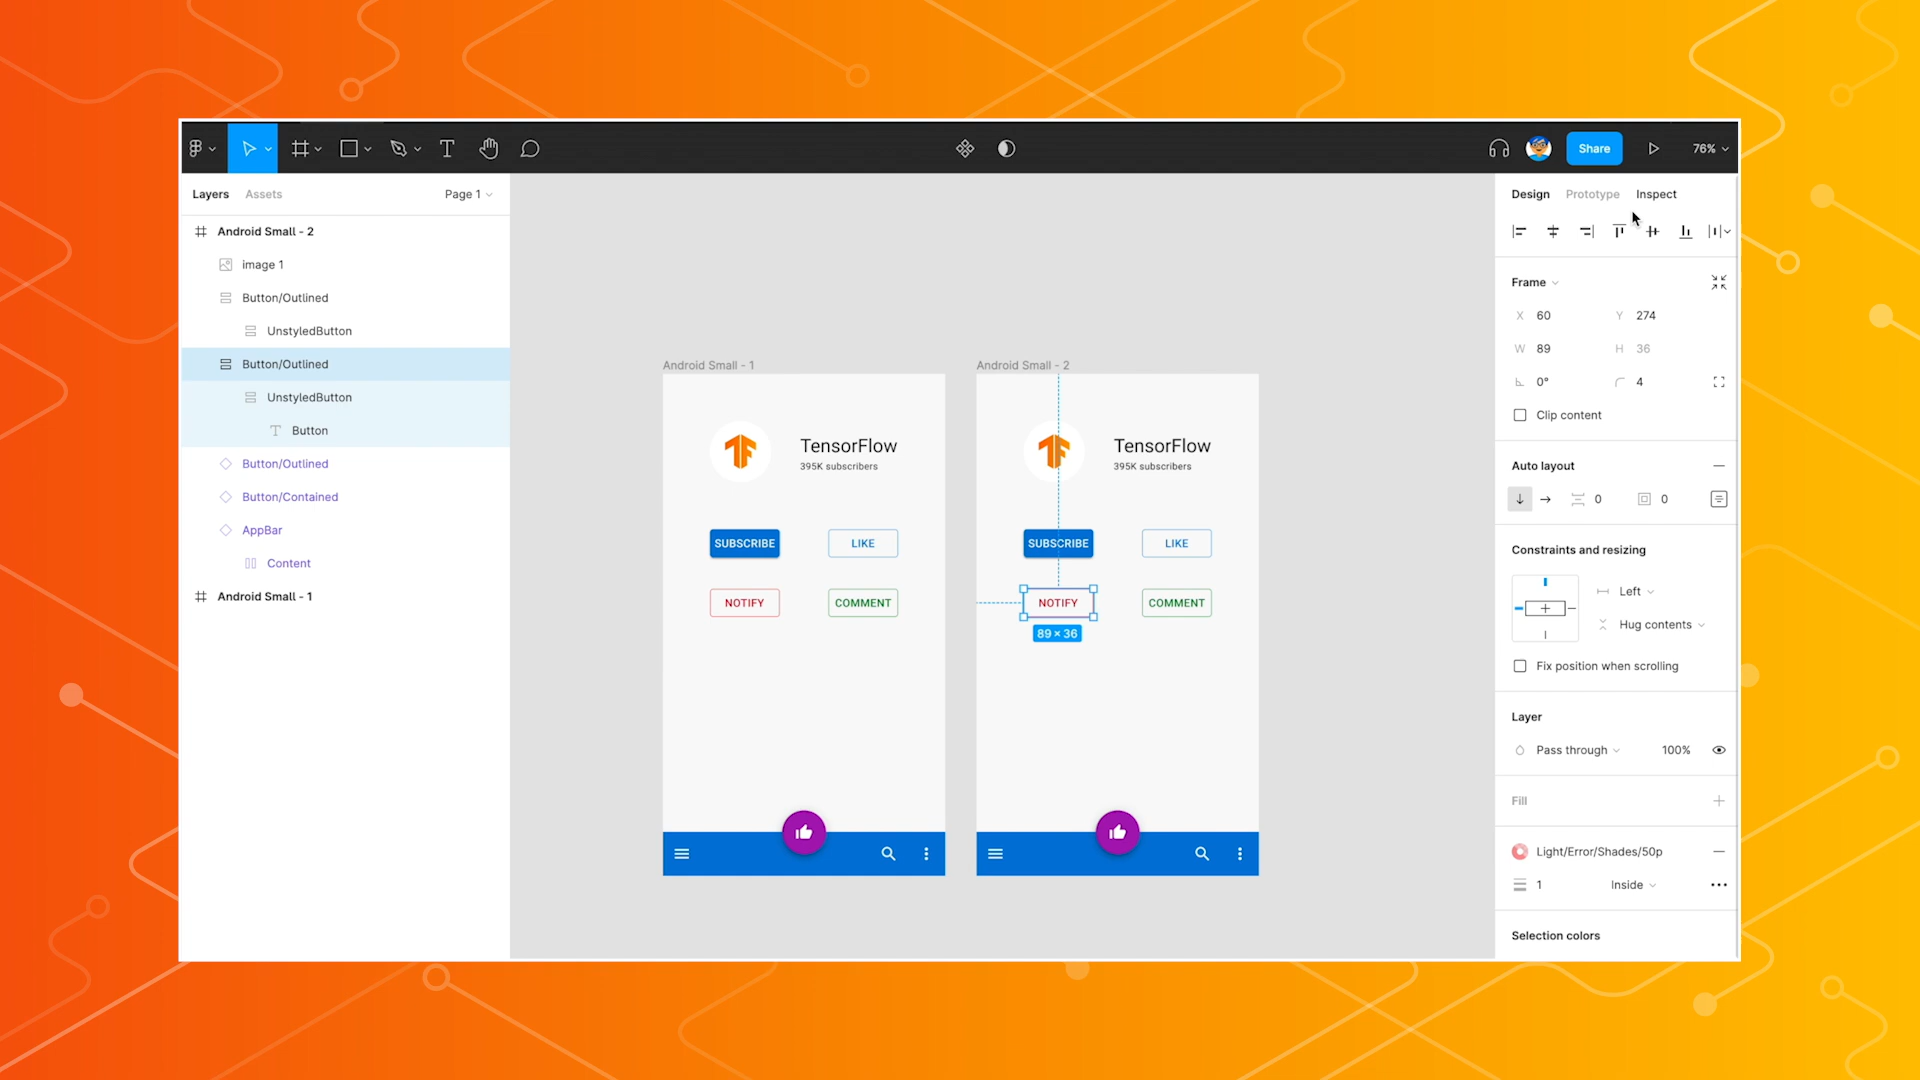 Share
76%
Layers
Assets
Page 1
Design
Prototype
Inspect
Android Small - 2
image 1
Button/Outlined
UnstyledButton
Button/Outlined
UnstyledButton
Button
Button/Outlined
Button/Contained
AppBar
Content
Android Small - 1
Android Small - 1
TensorFlow
395K subscribers
SUBSCRIBE
LIKE
NOTIFY
COMMENT
Android Small - 2
TensorFlow
395K subscribers
SUBSCRIBE
LIKE
NOTIFY
COMMENT
89 × 36
Frame
X 60
Y 274
W 89
H 36
0°
4
Clip content
Auto layout
0
0
Constraints and resizing
Left
Hug contents
Fix position when scrolling
Layer
Pass through
100%
Fill
Light/Error/Shades/50p
1
Inside
Selection colors